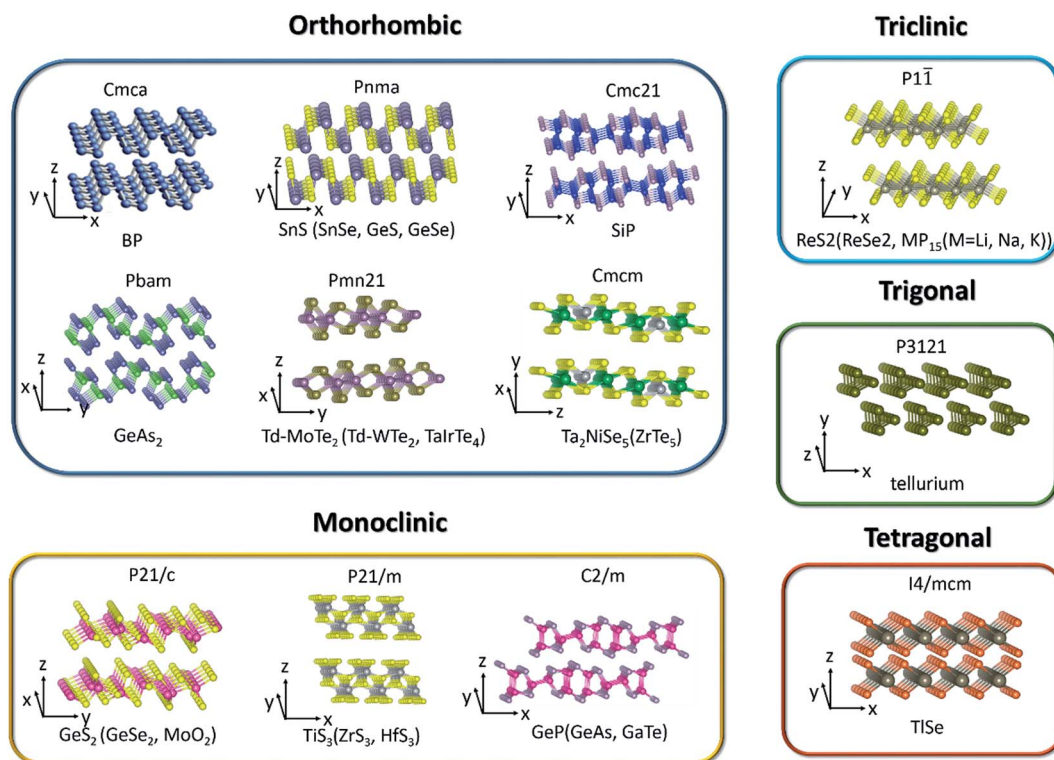 Orthorhombic
Cmca
Pnma
Cmc21
z
y
x
BP
z
y
x
SnS (SnSe, GeS, GeSe)
z
y
x
SiP
Pbam
Pmn21
Cmcm
z
x
y
GeAs₂
z
x
y
Td-MoTe₂ (Td-WTe₂, TaIrTe₄)
y
x
z
Ta₂NiSe₅(ZrTe₅)
Triclinic
P11̅
z
y
x
ReS2(ReSe2, MP₁₅(M=Li, Na, K))
Trigonal
P3121
y
z
x
tellurium
Monoclinic
P21/c
P21/m
C2/m
z
x
y
GeS₂ (GeSe₂, MoO₂)
z
y
x
TiS₃(ZrS₃, HfS₃)
z
y
x
GeP(GeAs, GaTe)
Tetragonal
I4/mcm
z
y
x
TlSe